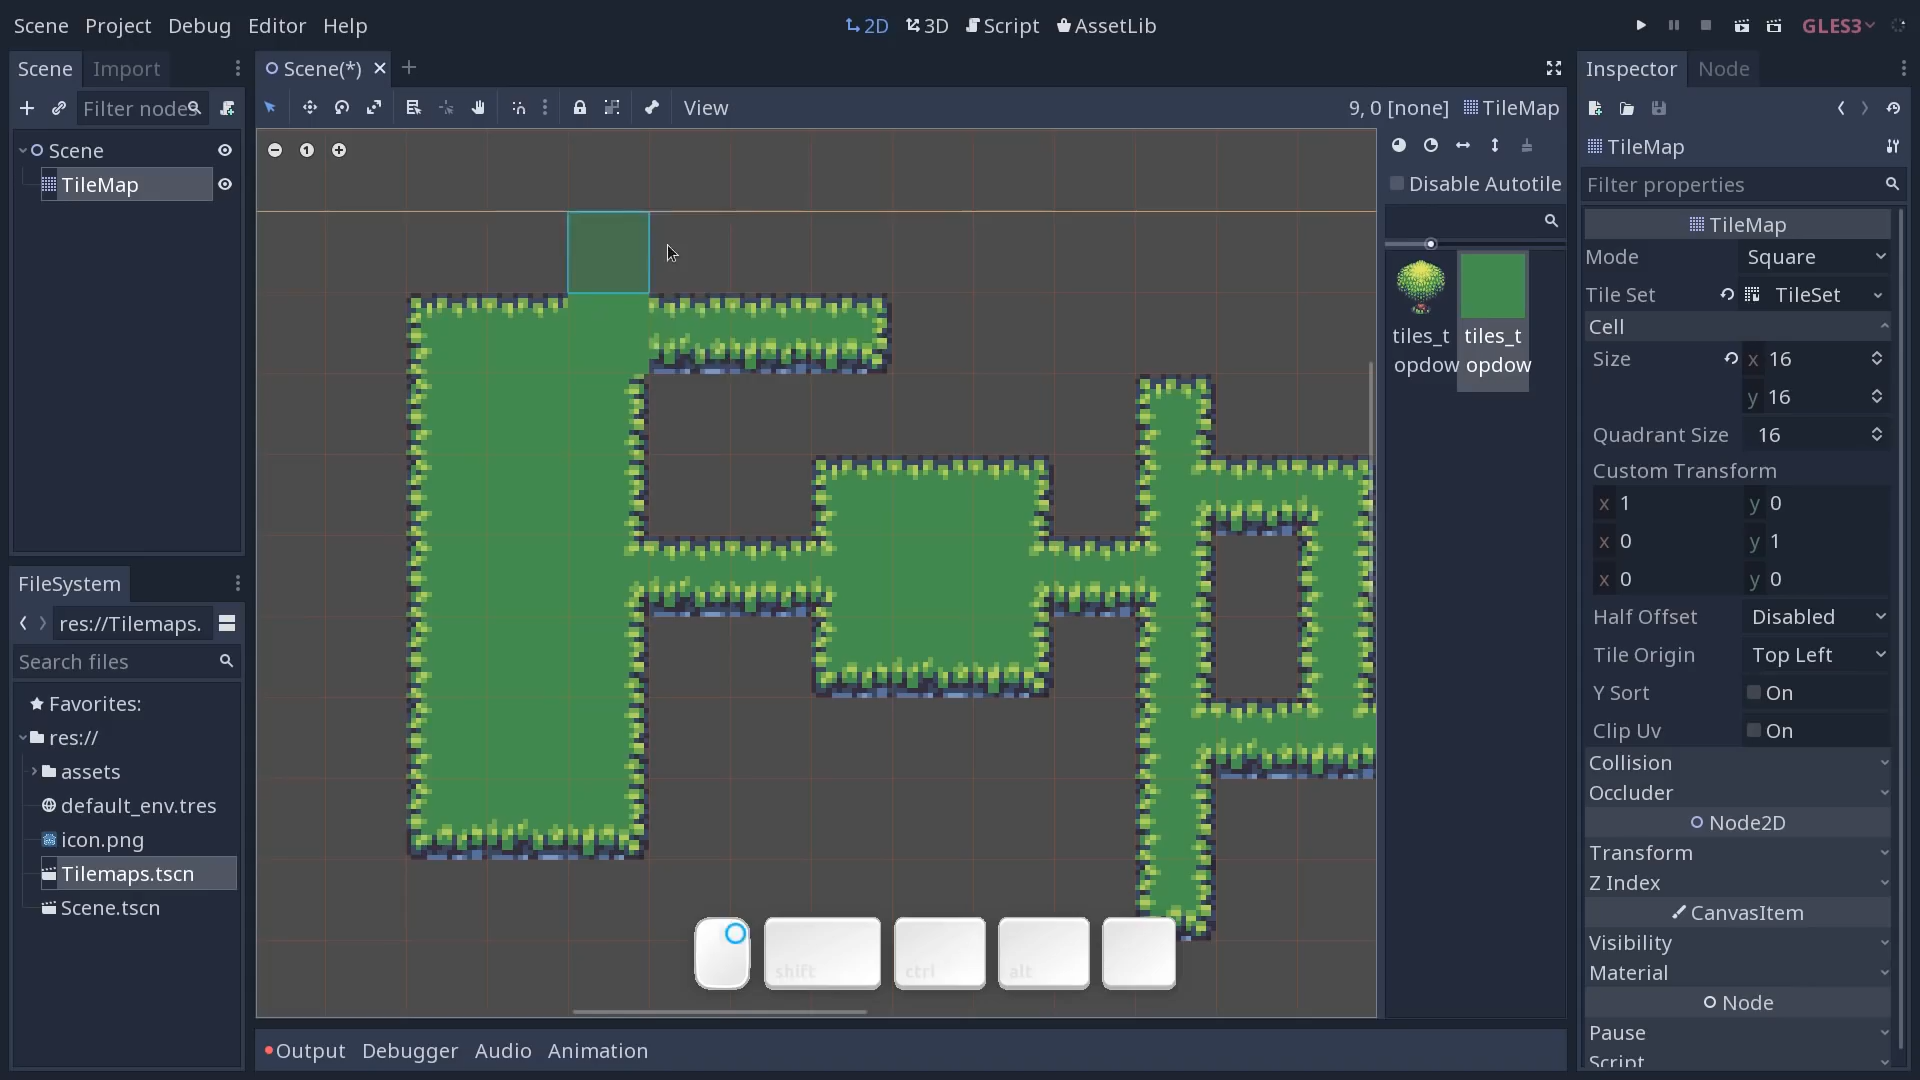 Scene Project Debug Editor Help
2D 3D Script AssetLib
GLES3
Scene Import
Filter nodes
Scene
TileMap
Scene(*)
View
9, 0 [none] TileMap
Disable Autotile
tiles_t
opdow
tiles_t
opdow
Inspector Node
TileMap
Filter properties
TileMap
Mode Square
Tile Set TileSet
Cell
Size x 16
y 16
Quadrant Size 16
Custom Transform
x 1 y 0
x 0 y 1
x 0 y 0
Half Offset Disabled
Tile Origin Top Left
Y Sort On
Clip Uv On
Collision
Occluder
Node2D
Transform
Z Index
CanvasItem
Visibility
Material
Node
Pause
Script
FileSystem
res://Tilemaps.
Search files
Favorites:
res://
assets
default_env.tres
icon.png
Tilemaps.tscn
Scene.tscn
shift ctrl alt
Output Debugger Audio Animation